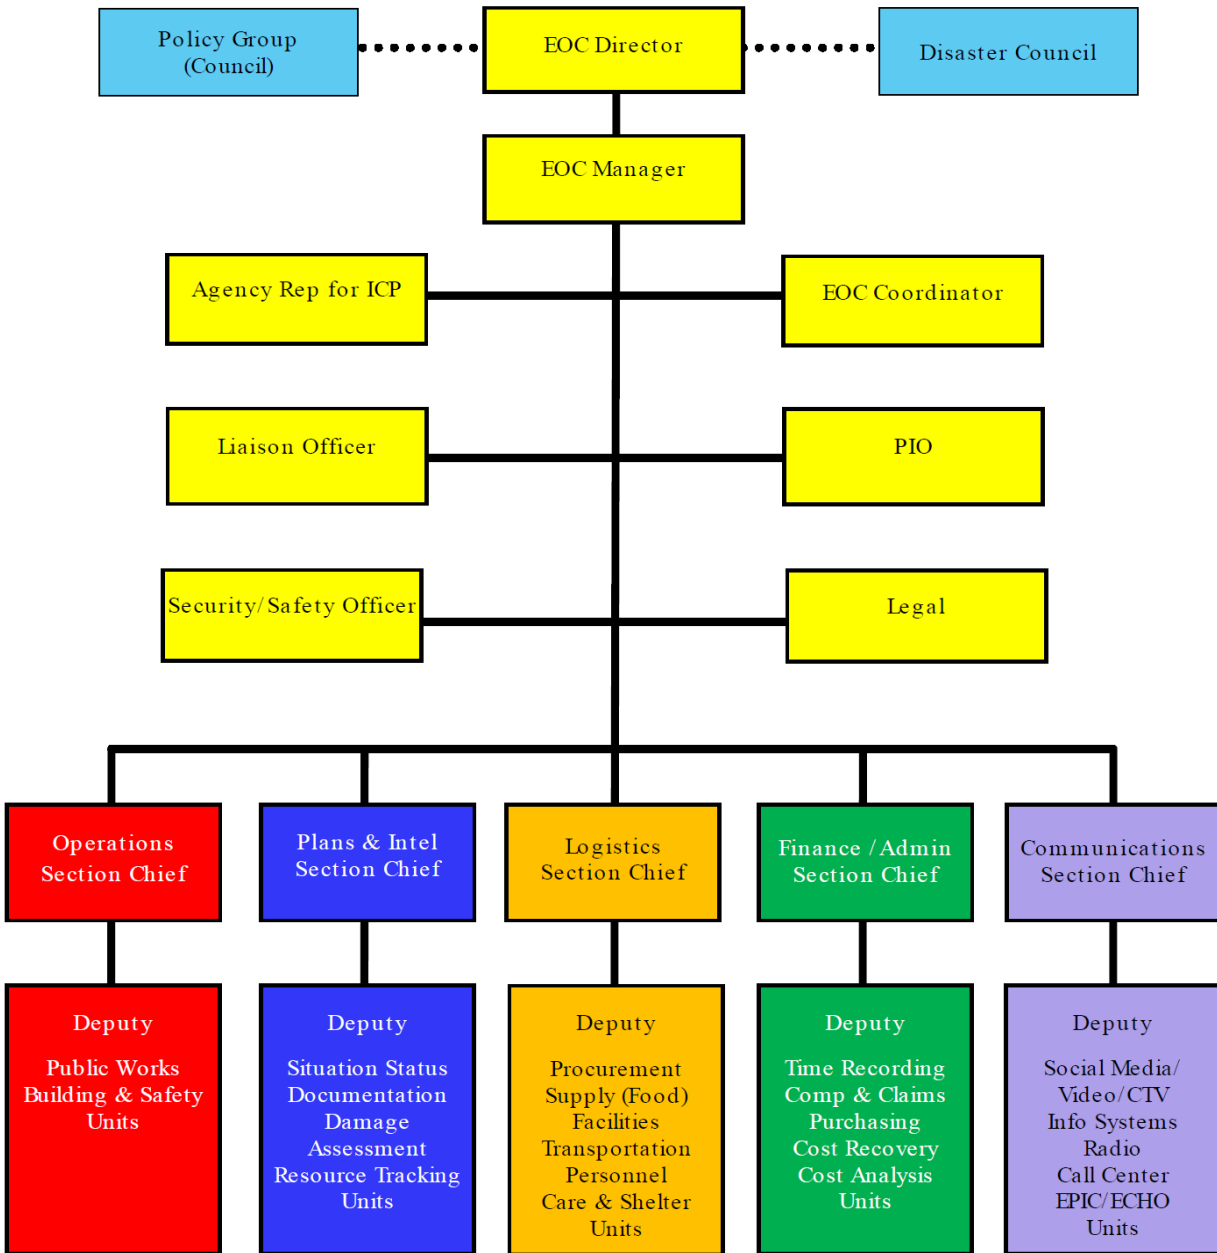 Policy Group
(Council)
EOC Director
Disaster Council
EOC Manager
Agency Rep for ICP
EOC Coordinator
Liaison Officer
PIO
Security/Safety Officer
Legal
Operations
Section Chief
Plans & Intel
Section Chief
Logistics
Section Chief
Finance / Admin
Section Chief
Communications
Section Chief
Deputy
Public Works
Building & Safety
Units
Deputy
Situation Status
Documentation
Damage
Assessment
Resource Tracking
Units
Deputy
Procurement
Supply (Food)
Facilities
Transportation
Personnel
Care & Shelter
Units
Deputy
Time Recording
Comp & Claims
Purchasing
Cost Recovery
Cost Analysis
Units
Deputy
Social Media/
Video/CTV
Info Systems
Radio
Call Center
EPIC/ECHO
Units